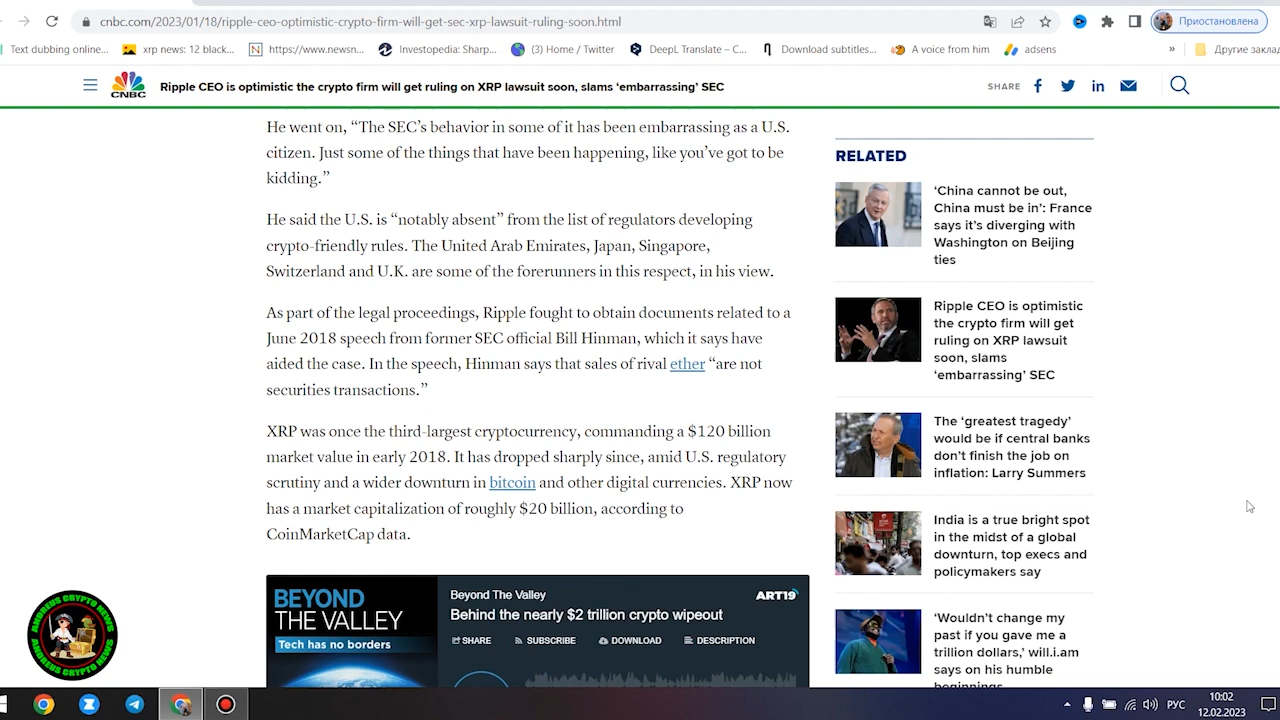 cnbc.com/2023/01/18/ripple-ceo-optimistic-crypto-firm-will-get-sec-xrp-lawsuit-ruling-soon.html
Приостановлена
Text dubbing online...
xrp news: 12 black...
https://www.newsn...
Investopedia: Sharp...
(3) Home / Twitter
DeepL Translate – C...
Download subtitles...
A voice from him
adsens
»
Другие заклад
CNBC
Ripple CEO is optimistic the crypto firm will get ruling on XRP lawsuit soon, slams ‘embarrassing’ SEC
SHARE
He went on, “The SEC’s behavior in some of it has been embarrassing as a U.S.
citizen. Just some of the things that have been happening, like you’ve got to be
kidding.”
He said the U.S. is “notably absent” from the list of regulators developing
crypto-friendly rules. The United Arab Emirates, Japan, Singapore,
Switzerland and U.K. are some of the forerunners in this respect, in his view.
As part of the legal proceedings, Ripple fought to obtain documents related to a
June 2018 speech from former SEC official Bill Hinman, which it says have
aided the case. In the speech, Hinman says that sales of rival ether “are not
securities transactions.”
XRP was once the third-largest cryptocurrency, commanding a $120 billion
market value in early 2018. It has dropped sharply since, amid U.S. regulatory
scrutiny and a wider downturn in bitcoin and other digital currencies. XRP now
has a market capitalization of roughly $20 billion, according to
CoinMarketCap data.
BEYOND
THE VALLEY
Tech has no borders
Beyond The Valley
Behind the nearly $2 trillion crypto wipeout
ART19
SHARE
SUBSCRIBE
DOWNLOAD
DESCRIPTION
RELATED
‘China cannot be out,
China must be in’: France
says it’s diverging with
Washington on Beijing
ties
Ripple CEO is optimistic
the crypto firm will get
ruling on XRP lawsuit
soon, slams
‘embarrassing’ SEC
The ‘greatest tragedy’
would be if central banks
don’t finish the job on
inflation: Larry Summers
India is a true bright spot
in the midst of a global
downturn, top execs and
policymakers say
‘Wouldn’t change my
past if you gave me a
trillion dollars,’ will.i.am
says on his humble
beginnings
ANDREUS CRYPTO NEWS
ANDREUS CRYPTO NEWS
РУС
10:02
12.02.2023